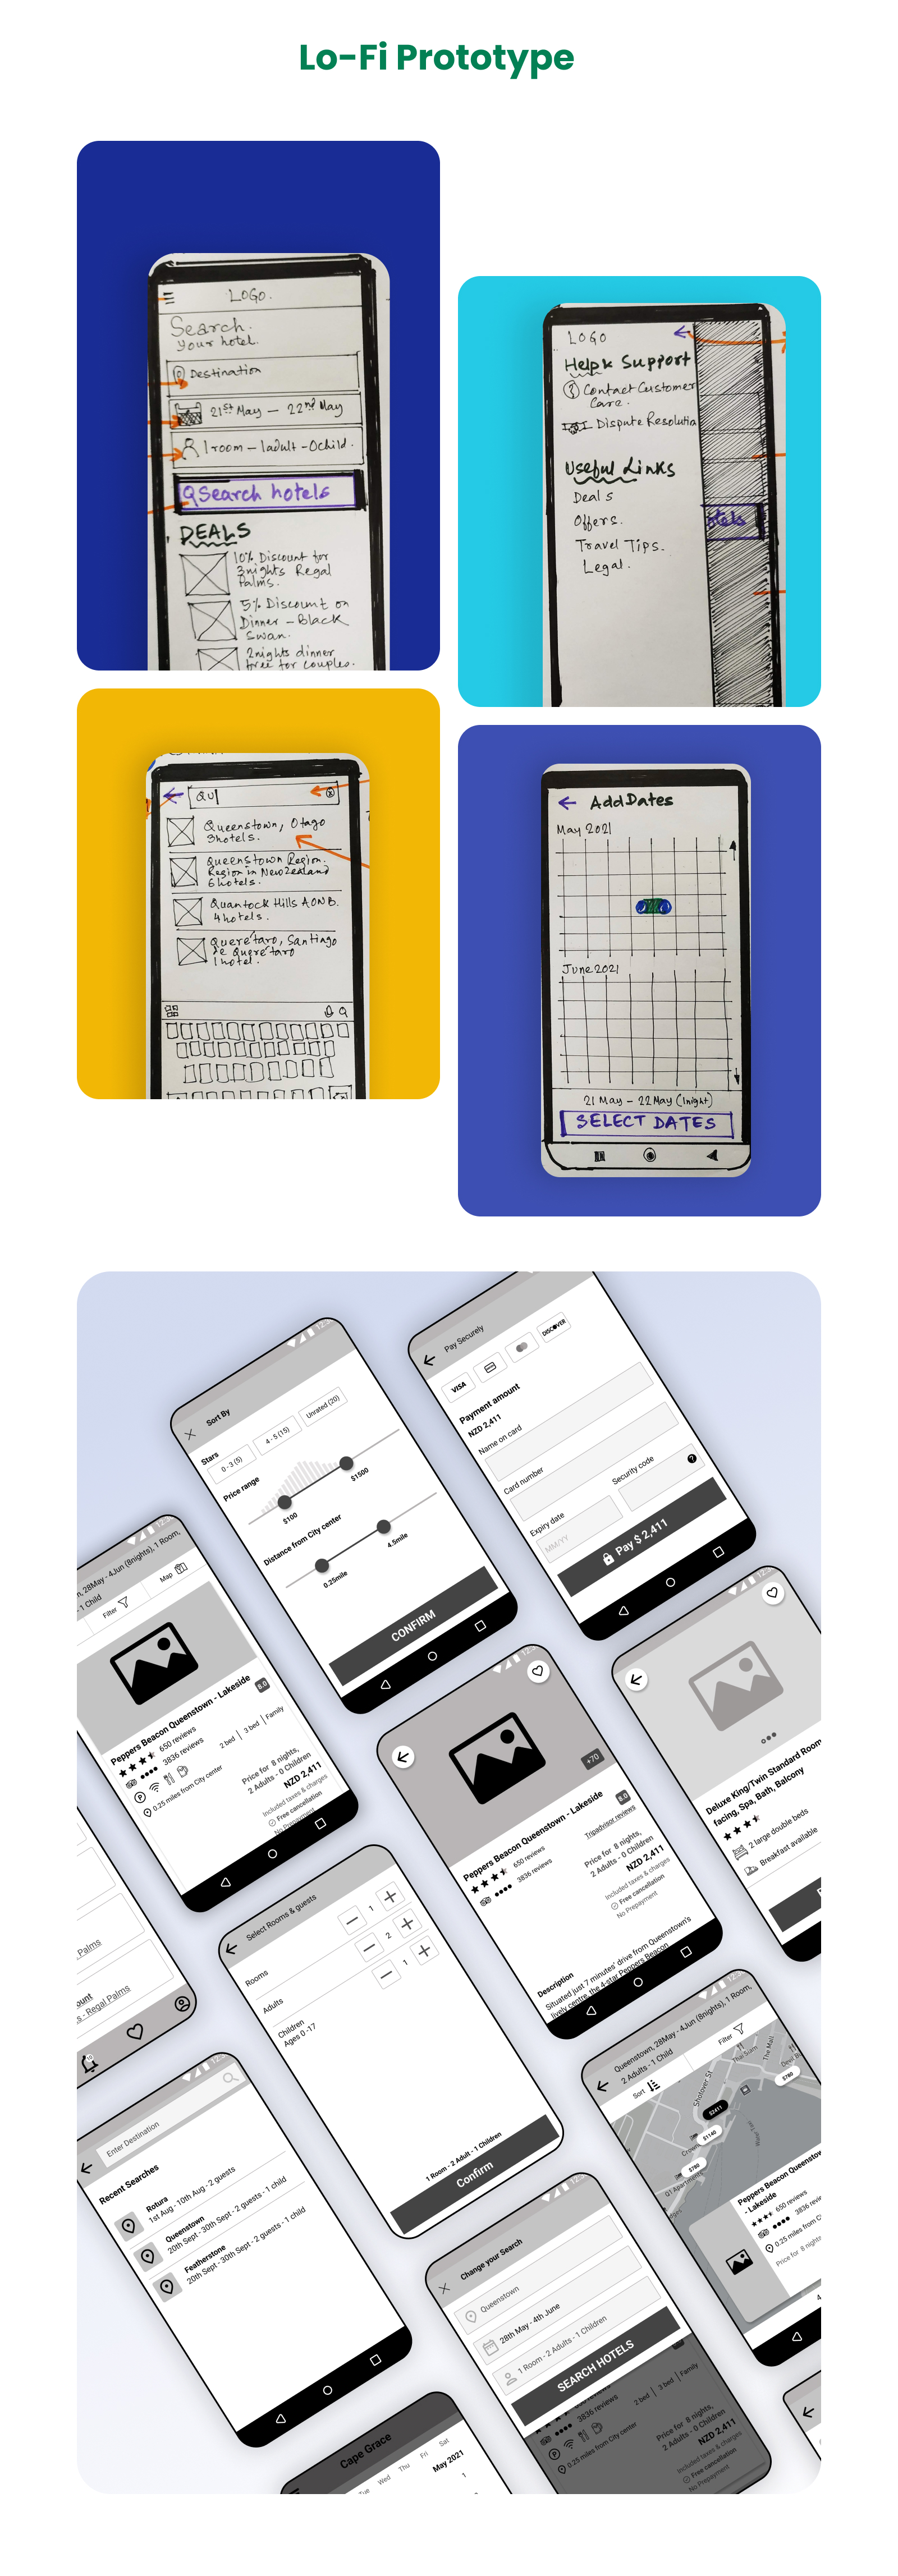 Lo-Fi Prototype
LOGO.
Search.
your hotel.
Destination
21st May — 22nd May
1 room — 1adult - 0child.
Search hotels
DEALS
10% Discount for
3nights Regal
Palms.
5% Discount on
Dinner — Black
Swan.
2nights dinner
free for couples.
LOGO
Help & Support
Contact Customer
Care.
Dispute Resolutio
Useful Links
Deals
Offers.
Travel Tips.
Legal.
tels
QU
Queenstown, Otago
3hotels.
Queenstown Region.
Region in New Zealand
6 hotels.
Quantock Hills AONB.
4 hotels.
Querétaro, Santiago
de Querétaro
1 hotel.
Add Dates
May 2021
June 2021
21 May — 22 May (1night)
SELECT DATES
Sort By
Stars
0 - 3 (5)
4 - 5 (15)
Unrated (20)
Price range
$100
$1500
Distance from City center
0.25mile
4.5mile
CONFIRM
Pay Securely
VISA
DISCOVER
Payment amount
NZD 2,411
Name on card
Card number
Expiry date
Security code
MM/YY
?
Pay $ 2,411
n, 28May - 4Jun (8nights), 1 Room,
- 1 Child
Filter
Map
Peppers Beacon Queenstown - Lakeside
5.0
650 reviews
3836 reviews
2 bed | 3 bed | Family
P
0.25 miles from City center
Price for 8 nights,
2 Adults - 0 Children
NZD 2,411
Included taxes & charges
Free cancellation
No Prepayment
+70
Peppers Beacon Queenstown - Lakeside
5.0
650 reviews
3836 reviews
Tripadvisor reviews
Price for 8 nights,
2 Adults - 0 Children
NZD 2,411
Included taxes & charges
Free cancellation
No Prepayment
Description
Situated just 7 minutes' drive from Queenstown's
lively centre, the 4-star Peppers Beacon
Deluxe King/Twin Standard Room
facing, Spa, Bath, Balcony
2 large double beds
Breakfast available
Palms
ount
s - Regal Palms
Select Rooms & guests
Rooms
1
Adults
2
Children
Ages 0 -17
1
1 Room - 2 Adult - 1 Children
Confirm
Enter Destination
Recent Searches
Rotura
1st Aug - 10th Aug - 2 guests
Queenstown
20th Sept - 30th Sept - 2 guests - 1 child
Featherstone
20th Sept - 30th Sept - 2 guests - 1 child
Queenstown, 28May - 4Jun (8nights), 1 Room,
2 Adults - 1 Child
Sort
Filter
Shotover St
The Mall
$780
$2411
$1140
$780
Peppers Beacon Queenstow
- Lakeside
650 reviews
3836 re
0.25 miles from C
Price for 8 night
Change your Search
Queenstown
28th May - 4th June
1 Room - 2 Adults - 1 Children
SEARCH HOTELS
3836 reviews
2 bed | 3 bed | Family
P
0.25 miles from City center
Price for 8 nights,
2 Adults - 0 Children
NZD 2,411
Included taxes & charges
Free cancellation
No Prepayment
Cape Grace
Tue Wed Thu Fri Sat
May 2021
1